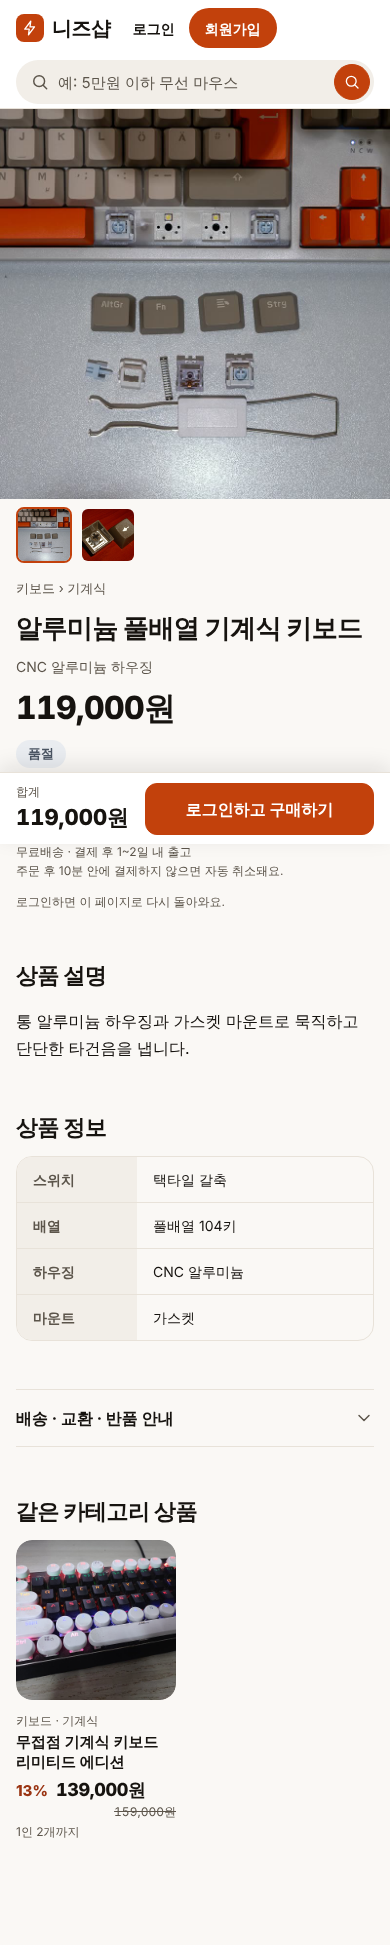 니즈샵
로그인
회원가입
예: 5만원 이하 무선 마우스
J K L Ö Ä
N M
N C W
AltGr Fn Strg
키보드 › 기계식
알루미늄 풀배열 기계식 키보드
CNC 알루미늄 하우징
119,000원
품절
합계
119,000원
로그인하고 구매하기
무료배송 · 결제 후 1~2일 내 출고
주문 후 10분 안에 결제하지 않으면 자동 취소돼요.
로그인하면 이 페이지로 다시 돌아와요.
상품 설명
통 알루미늄 하우징과 가스켓 마운트로 묵직하고
단단한 타건음을 냅니다.
상품 정보
스위치 택타일 갈축
배열 풀배열 104키
하우징 CNC 알루미늄
마운트 가스켓
배송 · 교환 · 반품 안내
같은 카테고리 상품
키보드 · 기계식
무접점 기계식 키보드
리미티드 에디션
13% 139,000원
159,000원
1인 2개까지